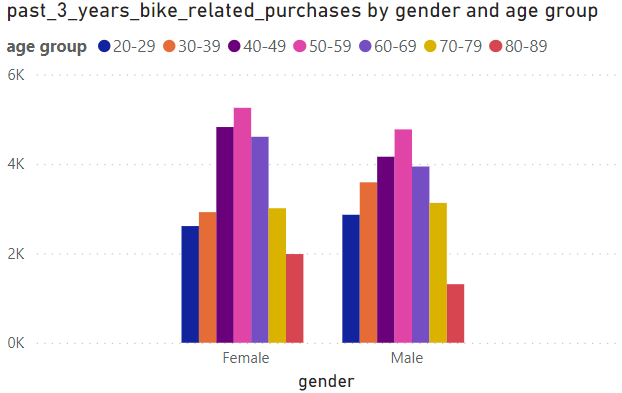 past_3_years_bike_related_purchases by gender and age group
age group 20-29 30-39 40-49 50-59 60-69 70-79 80-89
6K
4K
2K
0K
Female Male
gender